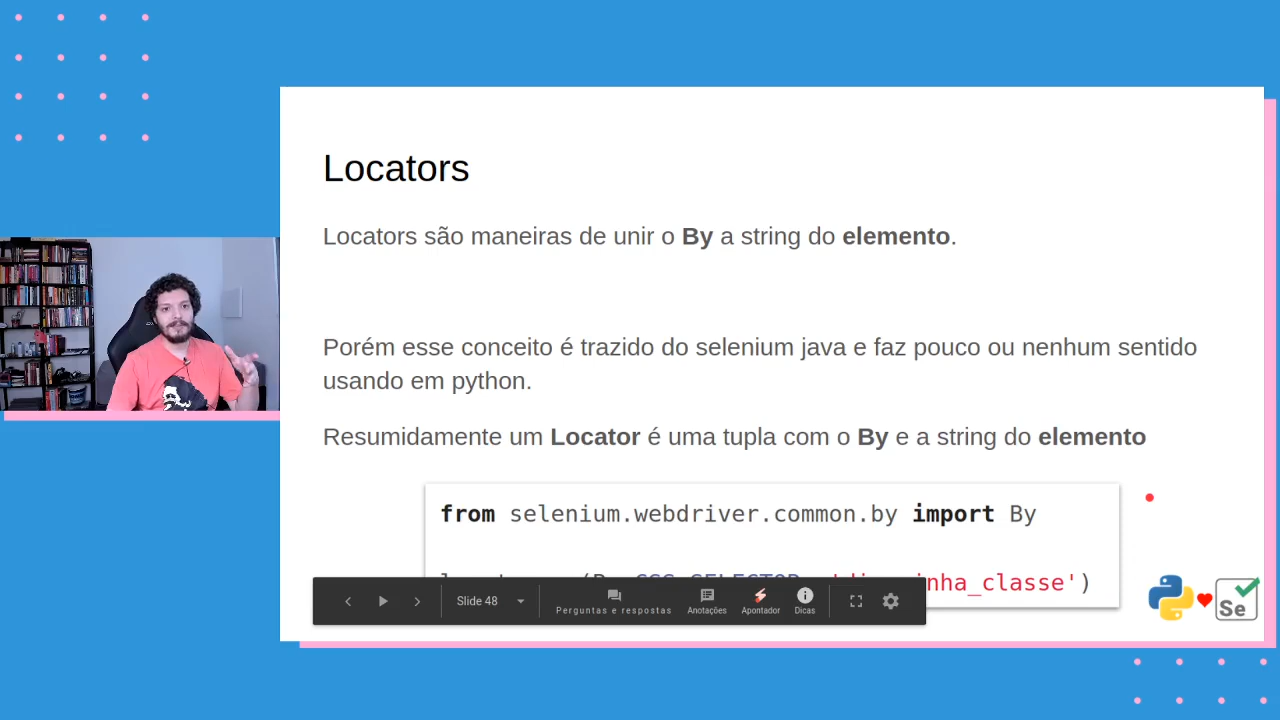 Locators
Locators são maneiras de unir o By a string do elemento.
Porém esse conceito é trazido do selenium java e faz pouco ou nenhum sentido
usando em python.
Resumidamente um Locator é uma tupla com o By e a string do elemento
from selenium.webdriver.common.by import By
inha_classe')
Slide 48
Perguntas e respostas
Anotações
Apontador
Dicas
Se